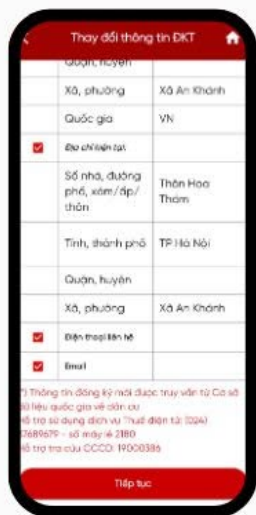 Thay đổi thông tin ĐKT
Quận, huyện
Xã, phường Xã An Khánh
Quốc gia VN
Địa chỉ hiện tại:
Số nhà, đường Thôn Hoa
phố, xóm/ấp/ Thám
thôn
Tỉnh, thành phố TP Hà Nội
Quận, huyện
Xã, phường Xã An Khánh
Điện thoại liên hệ
Email
*) Thông tin đăng ký mới được truy vấn từ Cơ sở
dữ liệu quốc gia về dân cư
Hỗ trợ sử dụng dịch vụ Thuế điện tử: (024)
37689679 - số máy lẻ 2180
Hỗ trợ tra cứu CCCD: 19000386
Tiếp tục